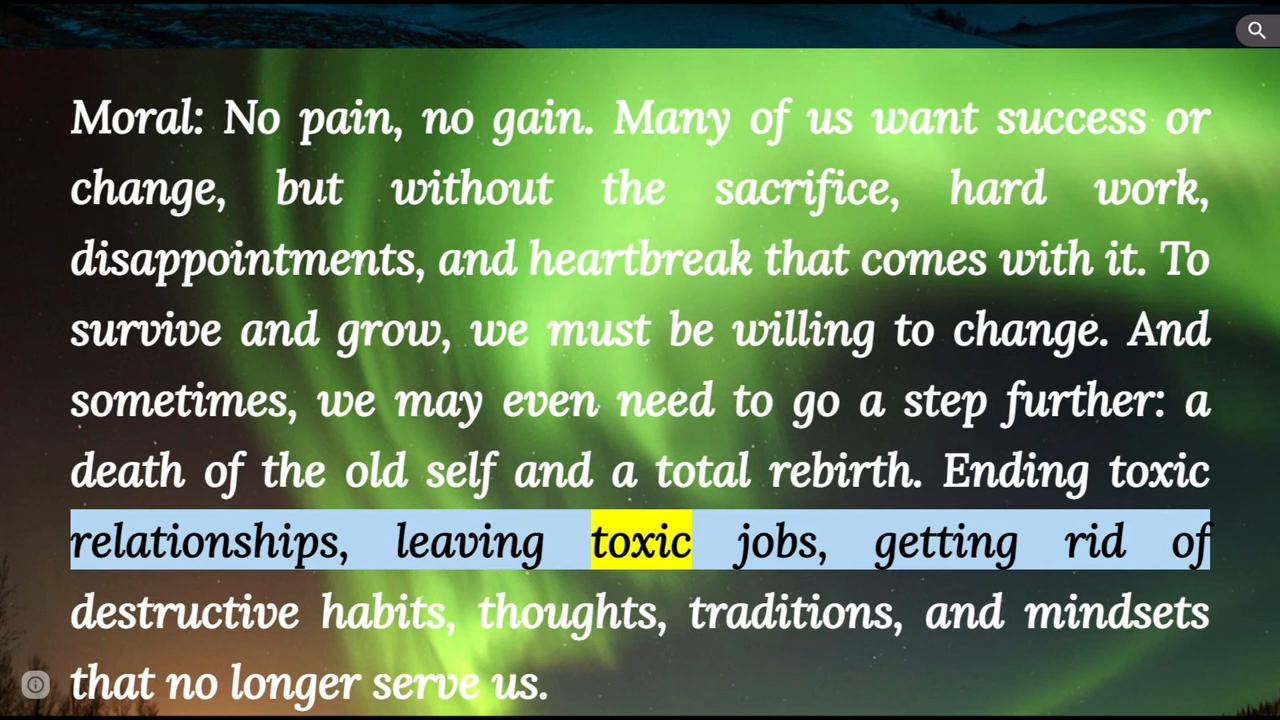 Moral: No pain, no gain. Many of us want success or
change, but without the sacrifice, hard work,
disappointments, and heartbreak that comes with it. To
survive and grow, we must be willing to change. And
sometimes, we may even need to go a step further: a
death of the old self and a total rebirth. Ending toxic
relationships, leaving toxic jobs, getting rid of
destructive habits, thoughts, traditions, and mindsets
that no longer serve us.